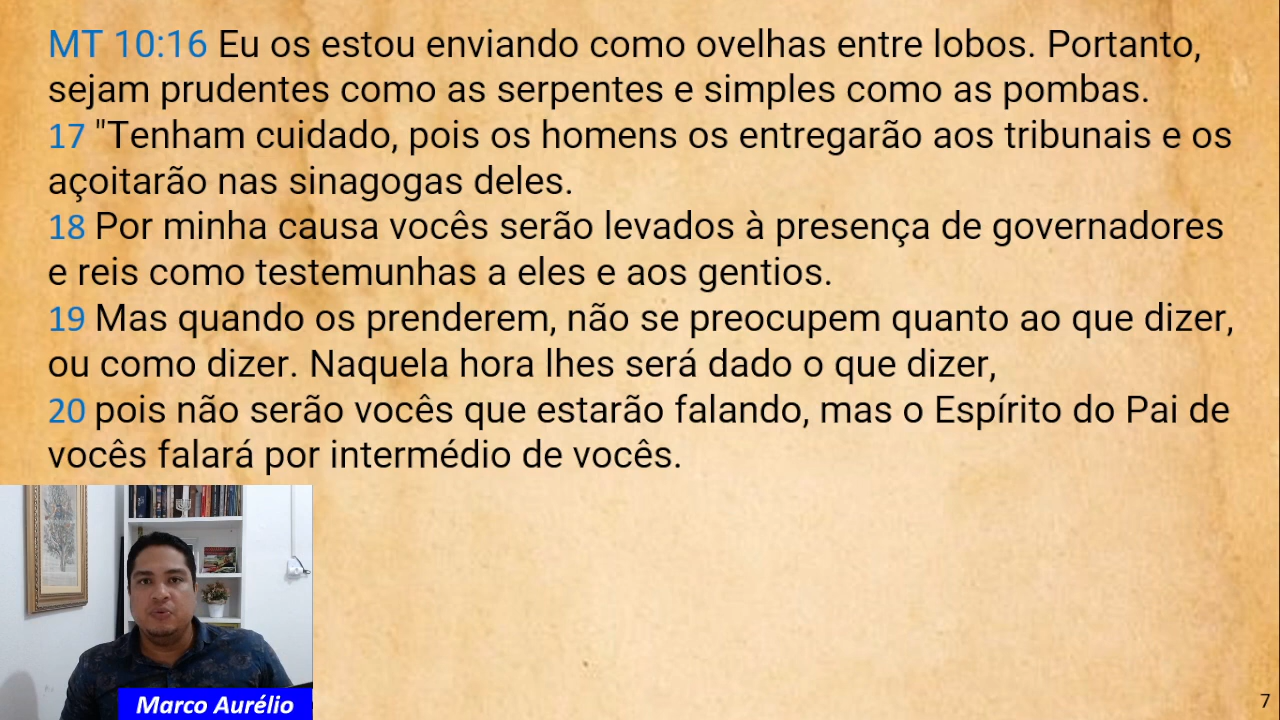 MT 10:16 Eu os estou enviando como ovelhas entre lobos. Portanto,
sejam prudentes como as serpentes e simples como as pombas.
17 "Tenham cuidado, pois os homens os entregarão aos tribunais e os
açoitarão nas sinagogas deles.
18 Por minha causa vocês serão levados à presença de governadores
e reis como testemunhas a eles e aos gentios.
19 Mas quando os prenderem, não se preocupem quanto ao que dizer,
ou como dizer. Naquela hora lhes será dado o que dizer,
20 pois não serão vocês que estarão falando, mas o Espírito do Pai de
vocês falará por intermédio de vocês.
Marco Aurélio
7